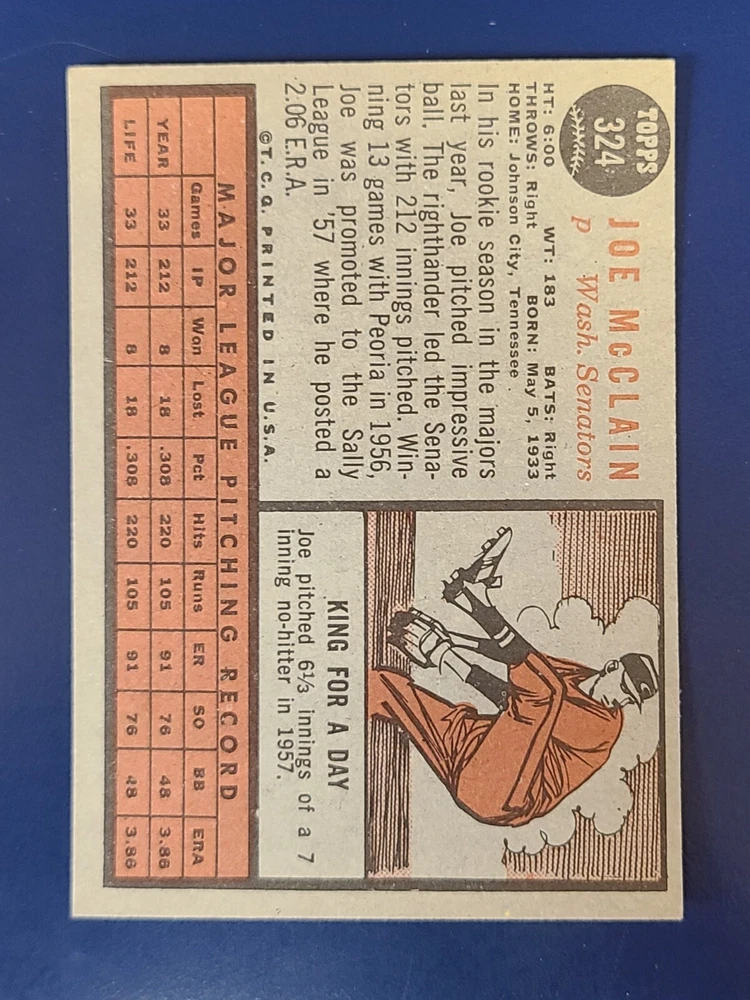 TOPPS
324
JOE McCLAIN
P Wash. Senators
HT: 6:00 WT: 183 BATS: Right
THROWS: Right BORN: May 5, 1933
HOME: Johnson City, Tennessee
In his rookie season in the majors
last year, Joe pitched impressive
ball. The righthander led the Sena-
tors with 212 innings pitched. Win-
ning 13 games with Peoria in 1956,
Joe was promoted to the Sally
League in '57 where he posted a
2.06 E.R.A.
©T.C.G. PRINTED IN U.S.A.
KING FOR A DAY
Joe pitched 6⅓ innings of a 7
inning no-hitter in 1957.
MAJOR LEAGUE PITCHING RECORD
Games IP Won Lost Pct Hits Runs ER SO BB ERA
YEAR 33 212 8 18 .308 220 105 91 76 48 3.86
LIFE 33 212 8 18 .308 220 105 91 76 48 3.86